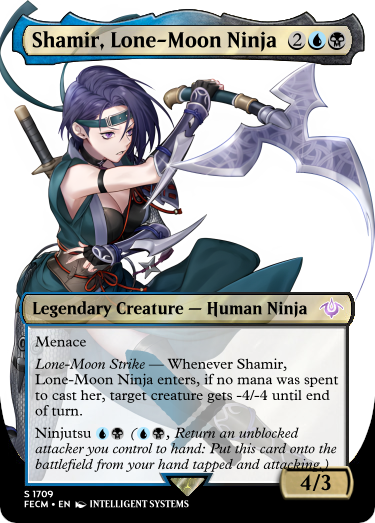 Shamir, Lone-Moon Ninja 2
Legendary Creature — Human Ninja
Menace
Lone-Moon Strike — Whenever Shamir,
Lone-Moon Ninja enters, if no mana was spent
to cast her, target creature gets -4/-4 until end
of turn.
Ninjutsu (, Return an unblocked
attacker you control to hand: Put this card onto the
battlefield from your hand tapped and attacking.)
4/3
S 1709
FECM • EN INTELLIGENT SYSTEMS